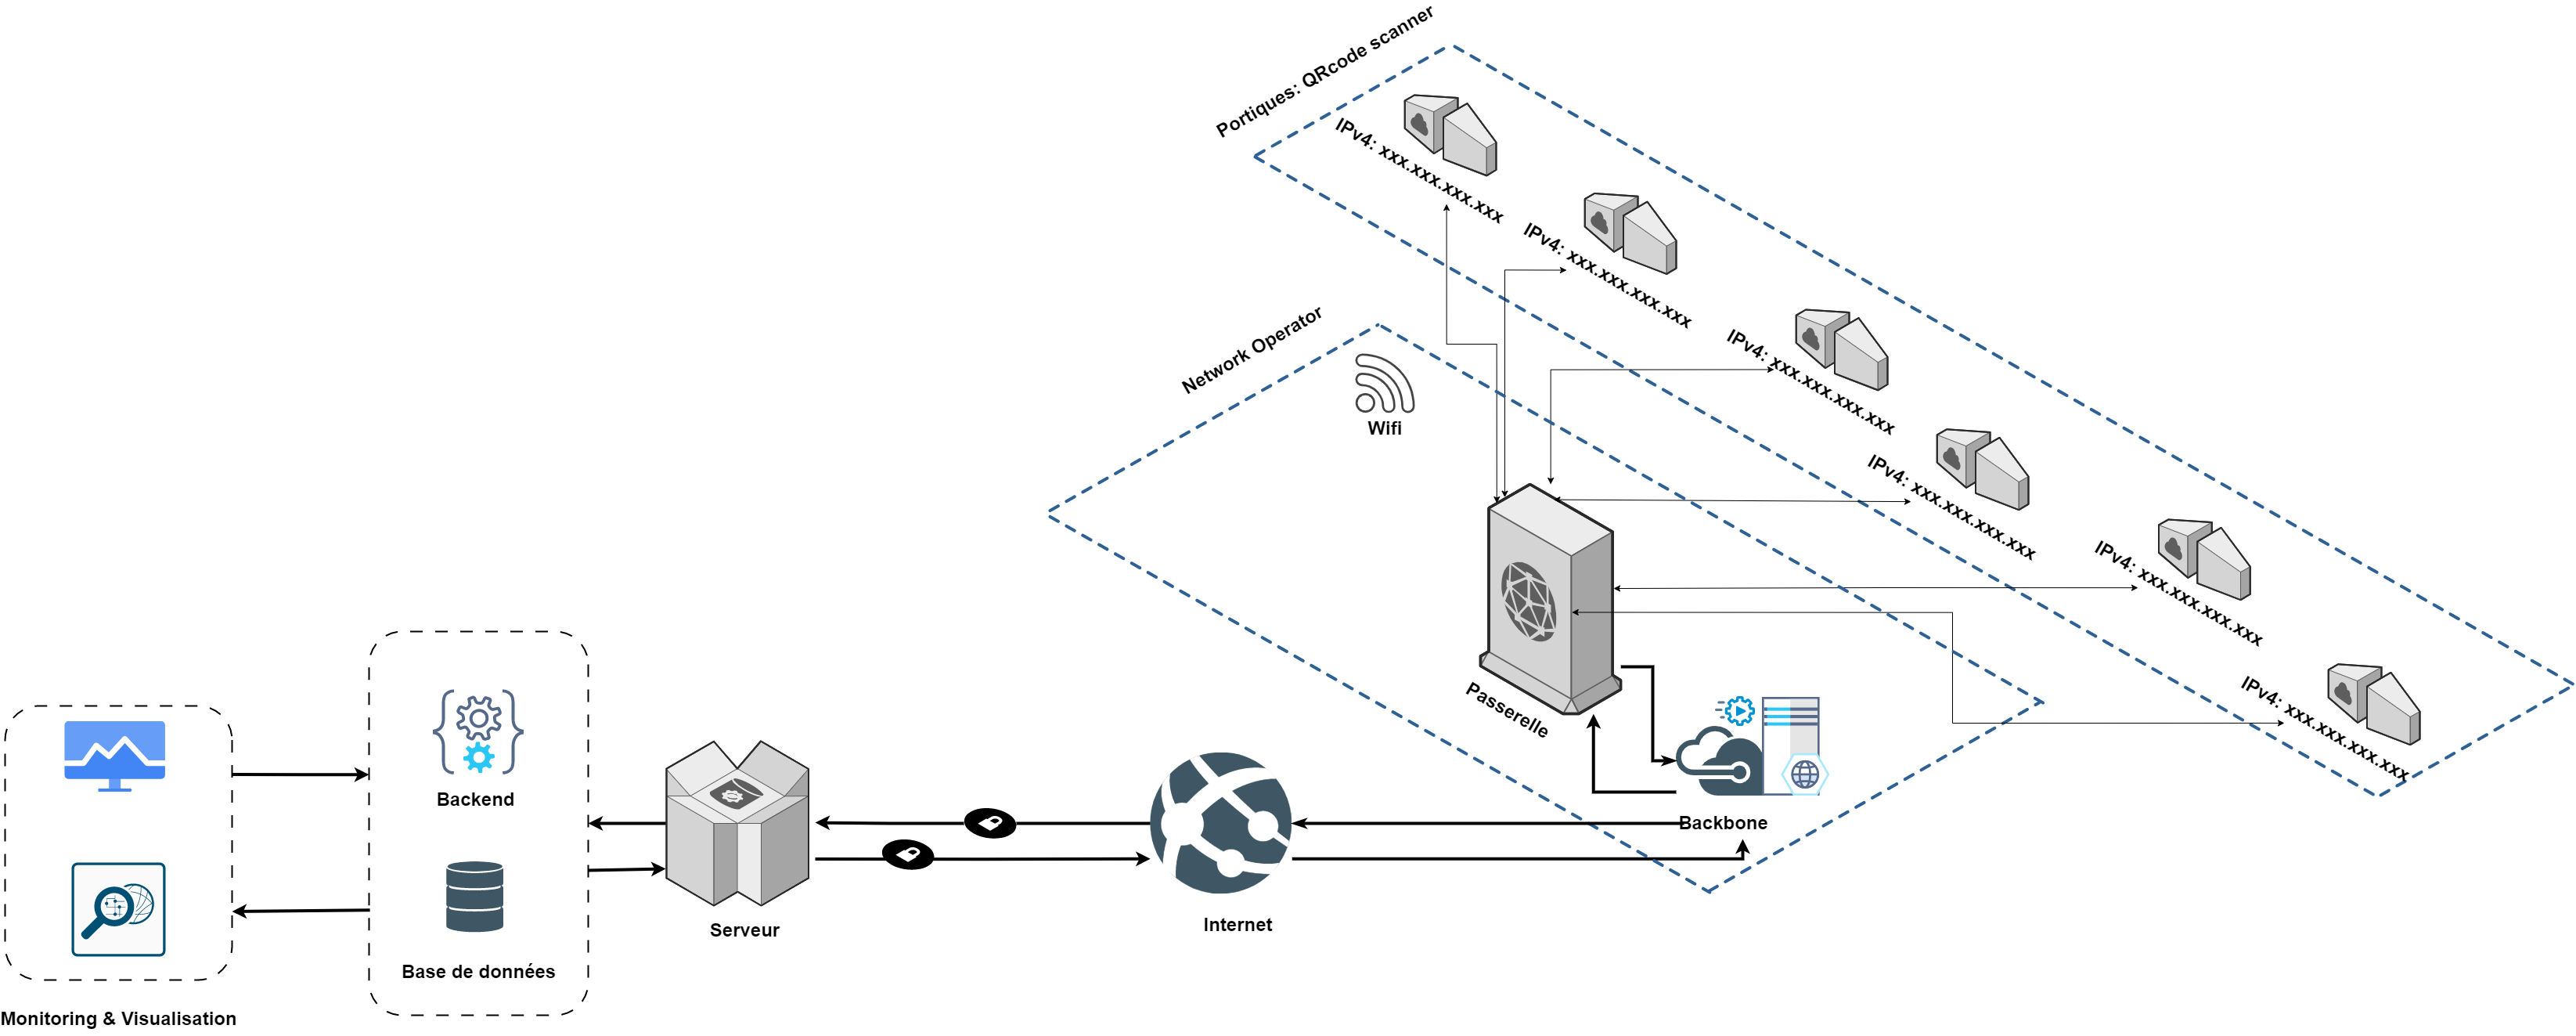 Portiques: QRcode scanner
IPv4: xxx.xxx.xxx.xxx
IPv4: xxx.xxx.xxx.xxx
Network Operator
IPv4: xxx.xxx.xxx.xxx
Wifi
IPv4: xxx.xxx.xxx.xxx
IPv4: xxx.xxx.xxx.xxx
IPv4: xxx.xxx.xxx.xxx
Passerelle
Backend
Backbone
Internet
Serveur
Base de données
Monitoring & Visualisation